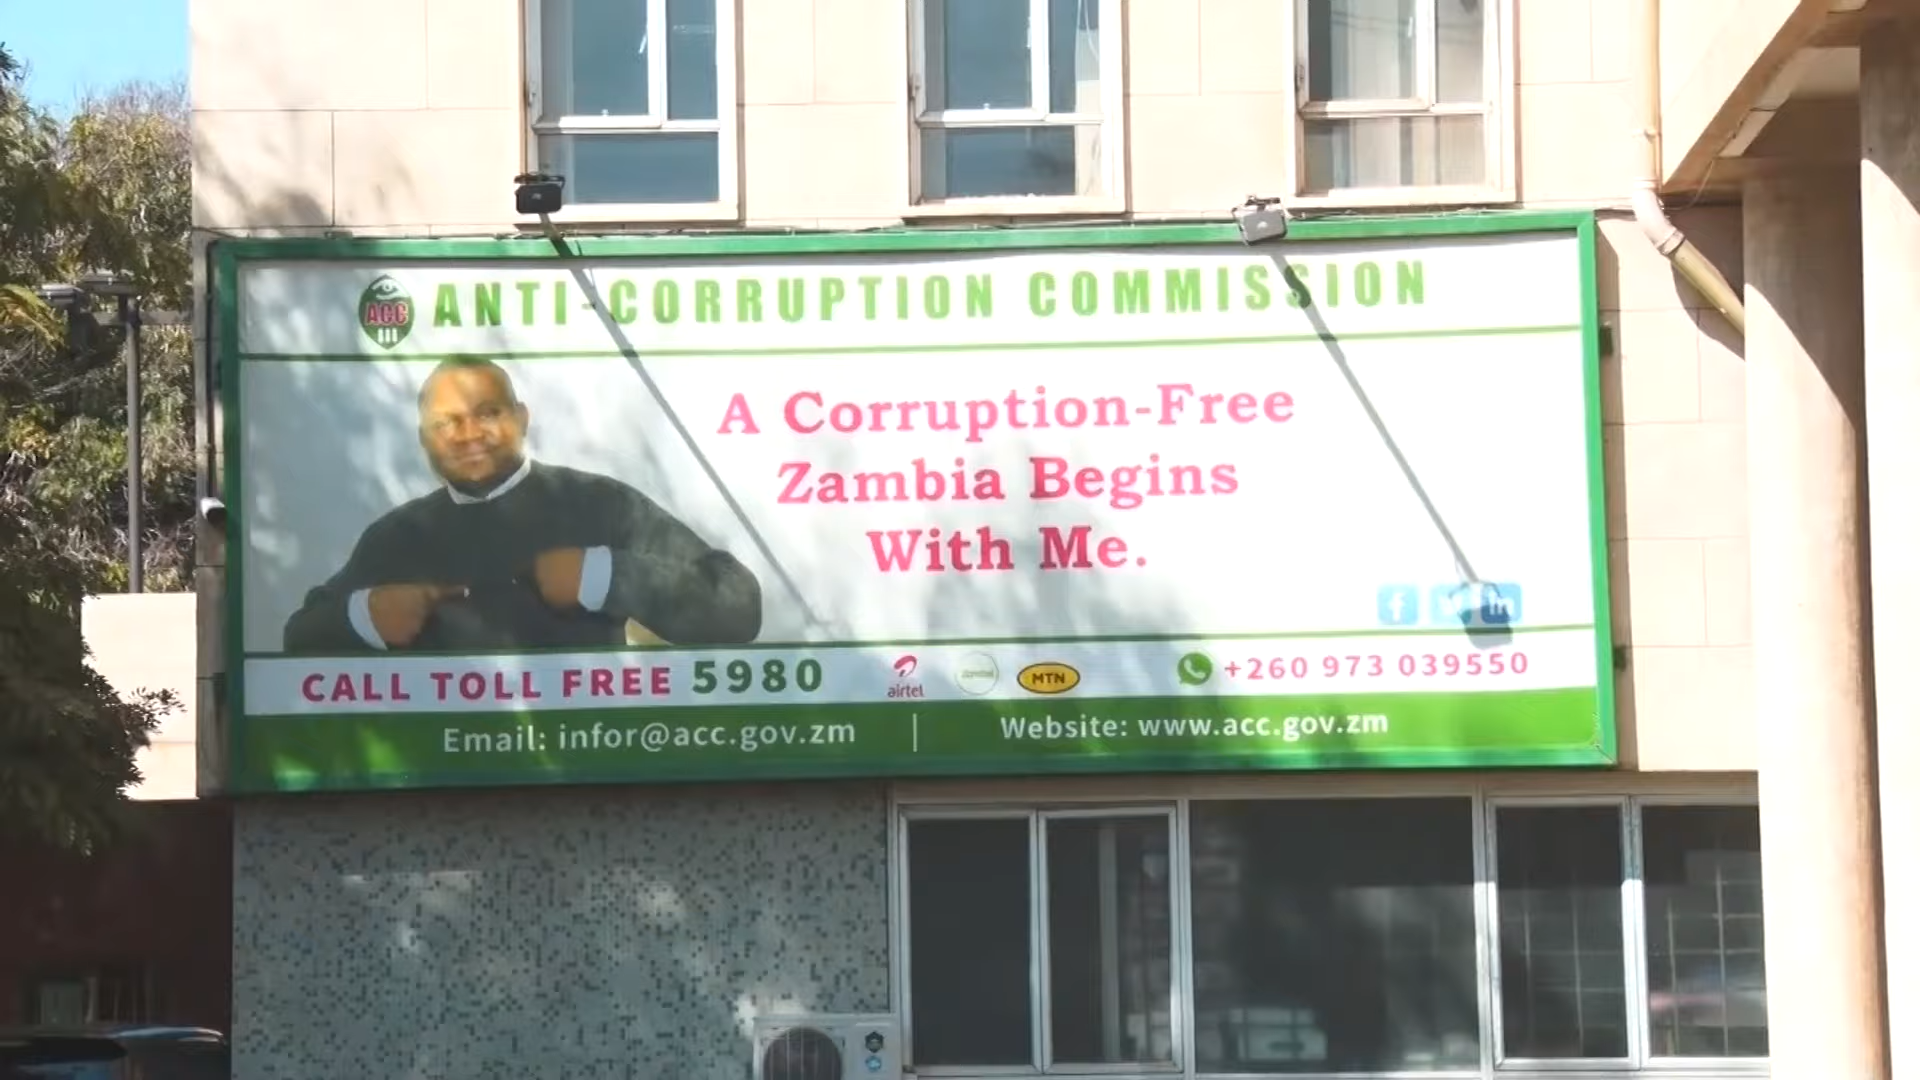 ACC ANTI-CORRUPTION COMMISSION
A Corruption-Free
Zambia Begins
With Me.
f in
CALL TOLL FREE 5980 airtel MTN +260 973 039550
Email: infor@acc.gov.zm | Website: www.acc.gov.zm